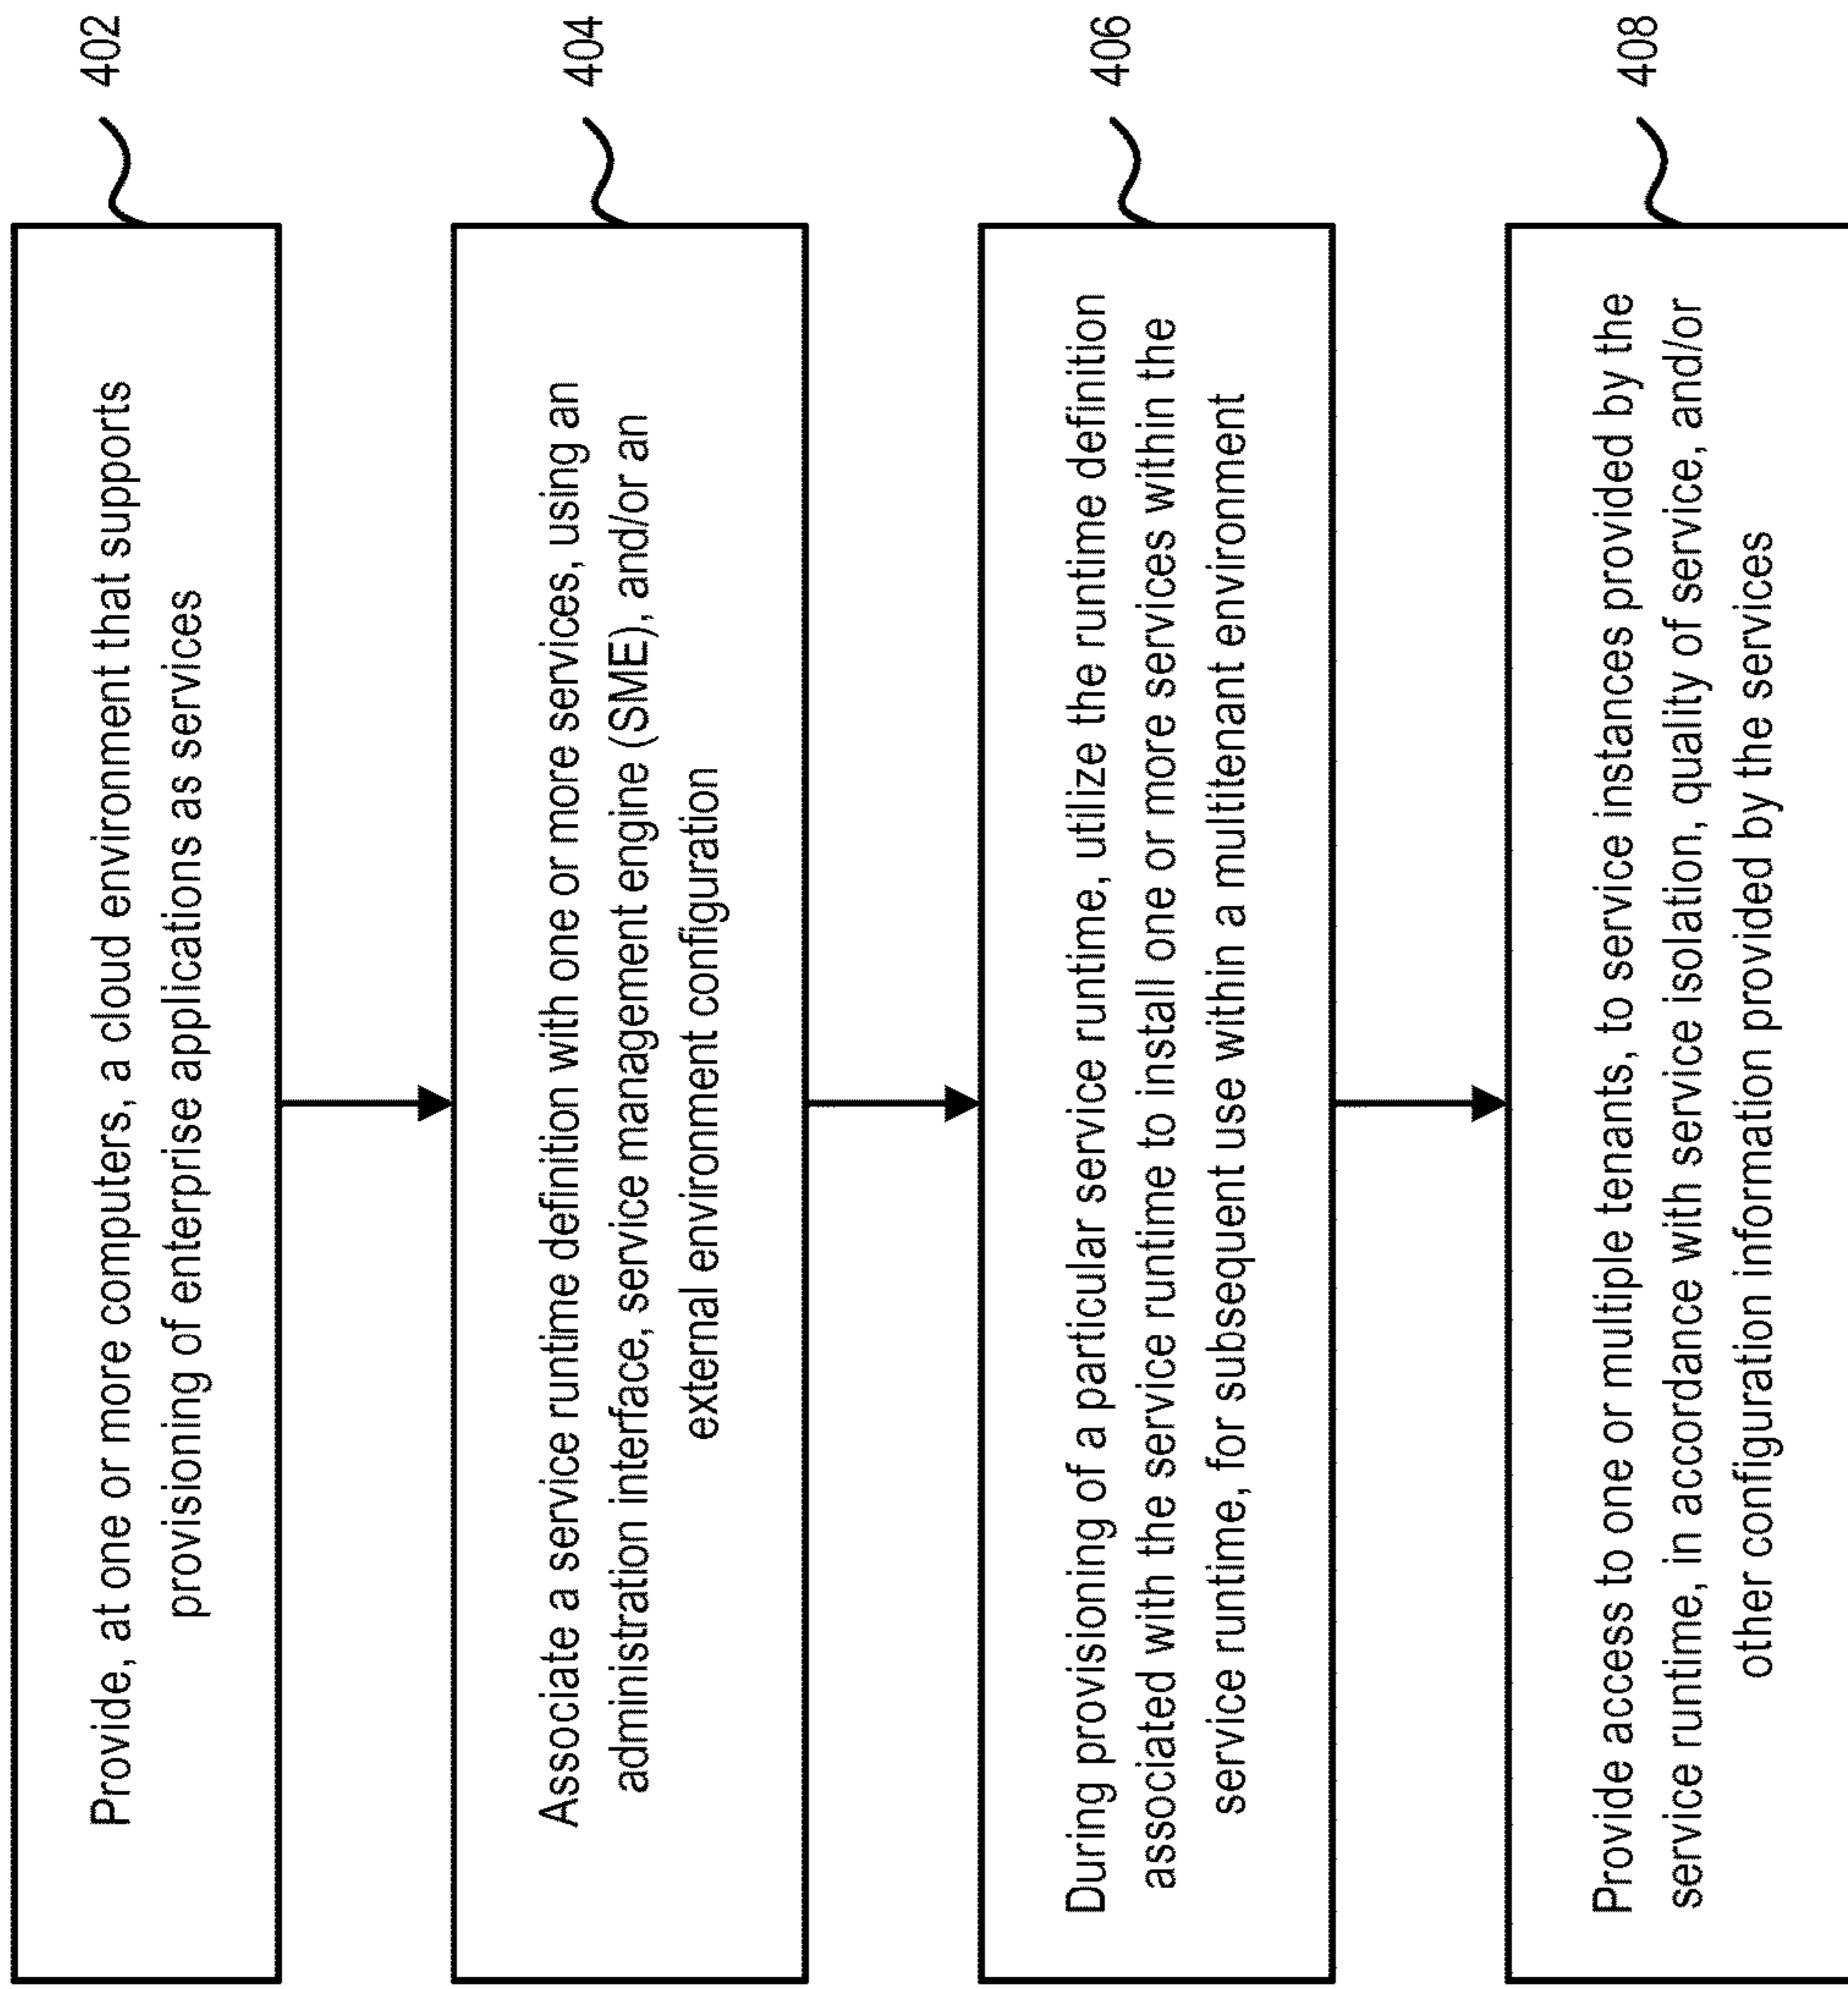 402
Provide, at one or more computers, a cloud environment that supports
provisioning of enterprise applications as services
404
Associate a service runtime definition with one or more services, using an
administration interface, service management engine (SME), and/or an
external environment configuration
406
During provisioning of a particular service runtime, utilize the runtime definition
associated with the service runtime to install one or more services within the
service runtime, for subsequent use within a multitenant environment
408
Provide access to one or multiple tenants, to service instances provided by the
service runtime, in accordance with service isolation, quality of service, and/or
other configuration information provided by the services